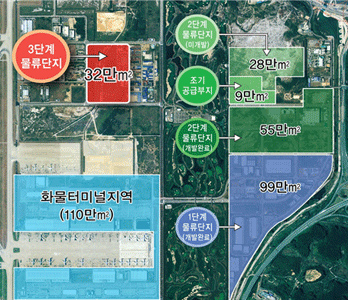 3단계
물류단지
32만m²
2단계
물류단지
(미개발)
28만m²
조기
공급부지
9만m²
2단계
물류단지
(개발완료)
55만m²
화물터미널지역
(110만m²)
99만m²
1단계
물류단지
(개발완료)